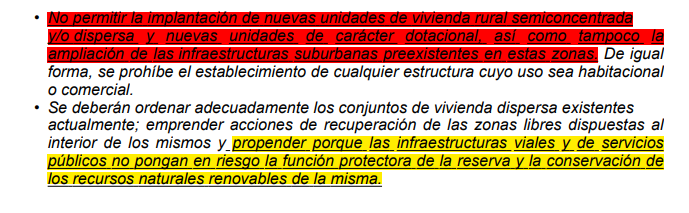 • No permitir la implantación de nuevas unidades de vivienda rural semiconcentrada
y/o dispersa y nuevas unidades de carácter dotacional, así como tampoco la
ampliación de las infraestructuras suburbanas preexistentes en estas zonas. De igual
forma, se prohíbe el establecimiento de cualquier estructura cuyo uso sea habitacional
o comercial.
• Se deberán ordenar adecuadamente los conjuntos de vivienda dispersa existentes
actualmente; emprender acciones de recuperación de las zonas libres dispuestas al
interior de los mismos y propender porque las infraestructuras viales y de servicios
públicos no pongan en riesgo la función protectora de la reserva y la conservación de
los recursos naturales renovables de la misma.